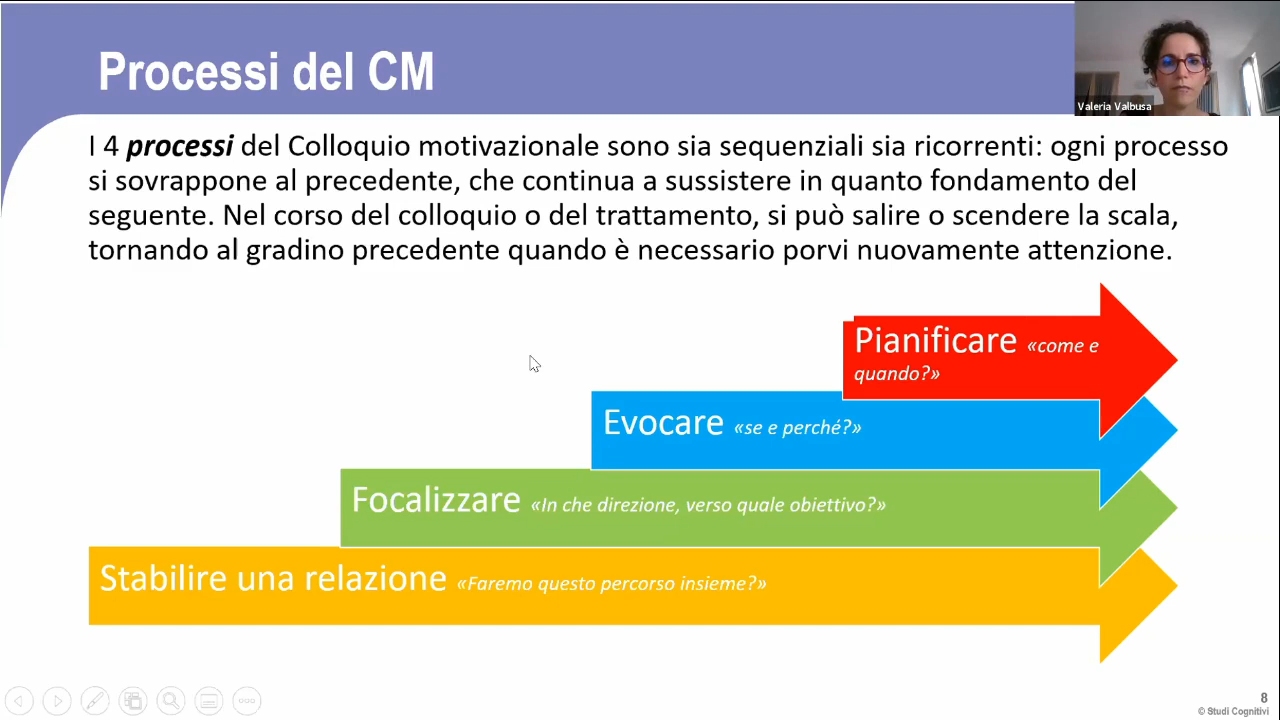 Processi del CM
Valeria Valbusa
I 4 processi del Colloquio motivazionale sono sia sequenziali sia ricorrenti: ogni processo
si sovrappone al precedente, che continua a sussistere in quanto fondamento del
seguente. Nel corso del colloquio o del trattamento, si può salire o scendere la scala,
tornando al gradino precedente quando è necessario porvi nuovamente attenzione.
Pianificare «come e
quando?»
Evocare «se e perché?»
Focalizzare «In che direzione, verso quale obiettivo?»
Stabilire una relazione «Faremo questo percorso insieme?»
8
© Studi Cognitivi